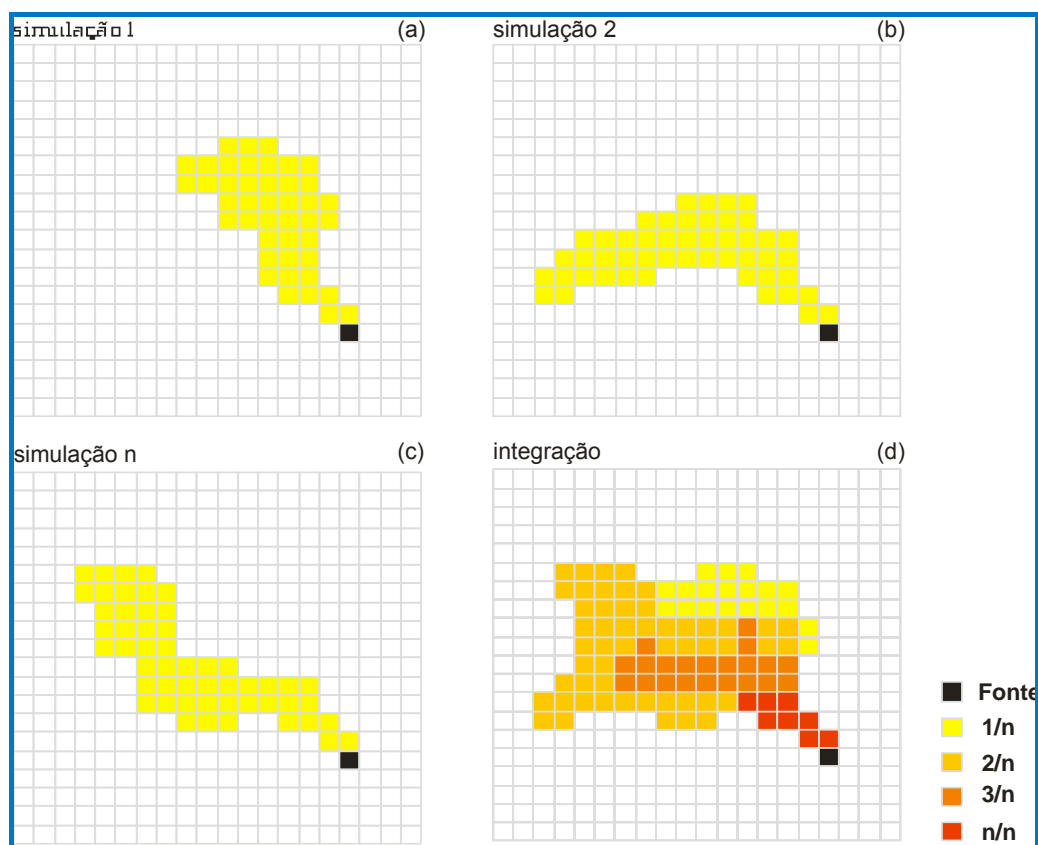 simulação 1 (a)
simulação 2 (b)
simulação n (c)
integração (d)
Fonte
1/n
2/n
3/n
n/n